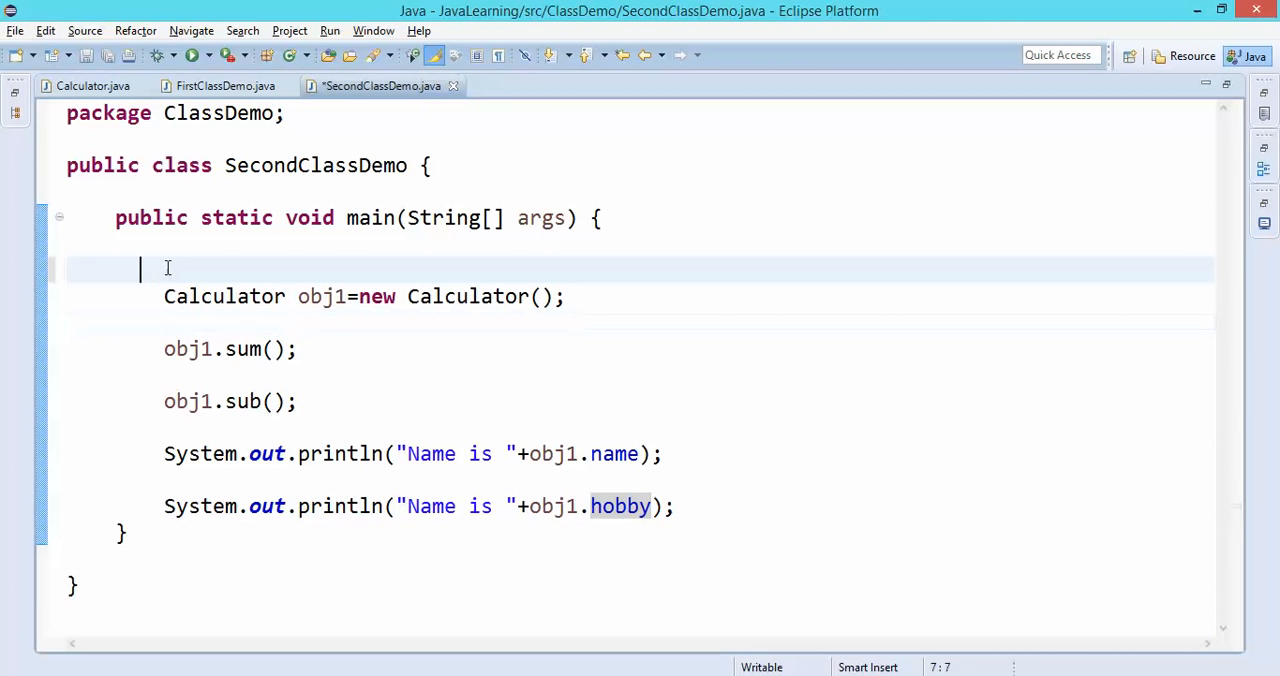 Java - JavaLearning/src/ClassDemo/SecondClassDemo.java - Eclipse Platform
File Edit Source Refactor Navigate Search Project Run Window Help
Quick Access Resource Java
Calculator.java FirstClassDemo.java *SecondClassDemo.java
package ClassDemo;
public class SecondClassDemo {
public static void main(String[] args) {
Calculator obj1=new Calculator();
obj1.sum();
obj1.sub();
System.out.println("Name is "+obj1.name);
System.out.println("Name is "+obj1.hobby);
}
}
Writable Smart Insert 7:7